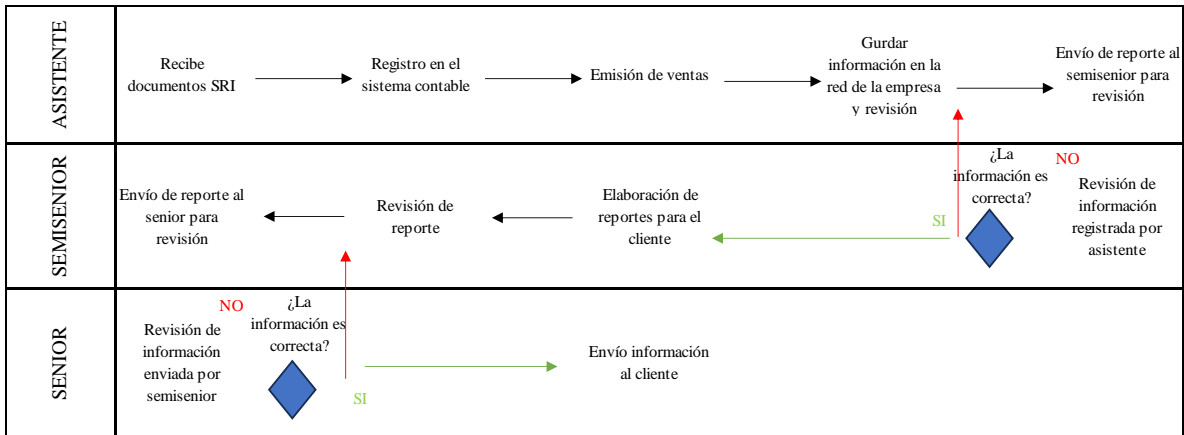 ASISTENTE
Recibe
documentos SRI
Registro en el
sistema contable
Emisión de ventas
Gurdar
información en la
red de la empresa
y revisión
Envío de reporte al
semisenior para
revisión
SEMISENIOR
Envío de reporte al
senior para
revisión
Revisión de
reporte
Elaboración de
reportes para el
cliente
SI
¿La
información es
correcta?
NO
Revisión de
información
registrada por
asistente
SENIOR
Revisión de
información
enviada por
semisenior
NO
¿La
información es
correcta?
SI
Envío información
al cliente